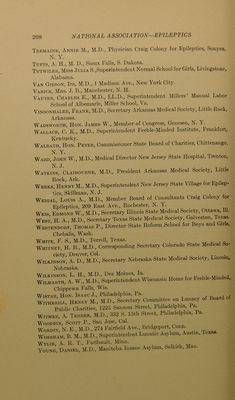 208 NATIONAL ASSOCIATION—EPILEPTICS
TREMAINE, ANNIE M., M.D., Physician Craig Colony for Epileptics, Sonyea,
N. Y.
TUFTS, A. H., M. D., Sioux Falls, S. Dakota.
TUTWILER, MISS JULIA S., Superintendent Normal School for Girls, Livingstone,
Alabama.
VAN GIESON, IRA, M.D., 1 Madison Ave., New York City.
VARICK, MRS. J. B., Manchester, N. H.
VAUTES, CHARLES E., M.D., LL.D., Superintendent Millers' Manual Labor
School of Albemarle, Miller School, Va.
VINSONHALER, FRANK, M.D., Secretary Arkansas Medical Society, Little Rock,
Arkansas.
WADSWORTH, HON. JAMES W., Member of Congress, Geneseo, N. Y.
WALLACE, C. K., M.D., Superintendent Feeble-Minded Institute, Frankfort,
Kentucky.
WALRATH, HON. PETER, Commissioner State Board of Charities, Chittenango,
N. Y.
WARD, JOHN W., M.D., Medical Director New Jersey State Hospital, Trenton,
N. J.
WATKINS, CLAIBOURNE, M.D., President Arkansas Medical Society, Little
Rock, Ark.
WEEKS, HENRY M., M.D., Superintendent New Jersey State Village for Epilep-
tics, Skillman, N. J.
WEIGEL, LOUIS A., M.D., Member Board of Consultants Craig Colony for
Epileptics, 209 East Ave., Rochester, N. Y.
WEIS, EDMUND W., M.D., Secretary Illinois State Medical Society, Ottawa, Ill.
WEST, H. A., M.D., Secretary Texas State Medical Society, Galveston, Texas.
WESTENDORF, THOMAS P., Director State Reform School for Boys and Girls,
Chehalis, Wash.
WHITE, F. S., M.D., Terrell, Texas.
WHITNEY, H. B., M.D., Corresponding Secretary Colorado State Medical So-
ciety, Denver, Col.
WILKINSON, A. D., M.D., Secretary Nebraska State Medical Society, Lincoln,
Nebraska.
WILKINSON, L. H., M.D., Des Moines, Ia.
WILMARTH, A. W., M.D., Superintendent Wisconsin Home for Feeble-Minded,
Chippewa Falls, Wis.
WISTAR, HON. ISAAC J., Philadelphia, Pa.
WITHERILL, HENRY M., M.D., Secretary Committee on Lunacy of Board of
Public Charities, 1225 Sansom Street, Philadelphia, Pa.
WITMER, A. FERREE, M.D., 332 S. 15th Street, Philadelphia, Pa.
WOODROW, SCOTT P., San José, Cal.
WORDIN, N. E., M.D., 274 Fairfield Ave., Bridgeport, Conn.
WORSHAM, B. M., M.D., Superintendent Lunatic Asylum, Austin, Texas.
WYLIE, A. R. T., Faribault, Minn.
YOUNG, DANIEL, M.D., Manitoba Insane Asylum, Selkirk, Man.